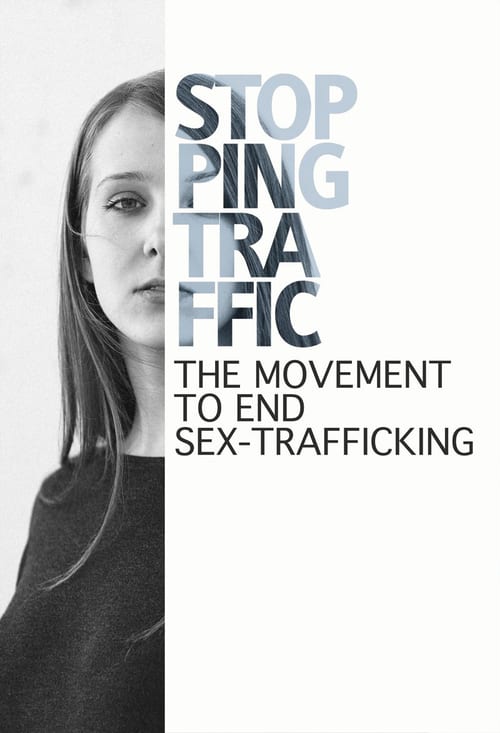 STOP
PING
TRA
FFIC
THE MOVEMENT
TO END
SEX-TRAFFICKING